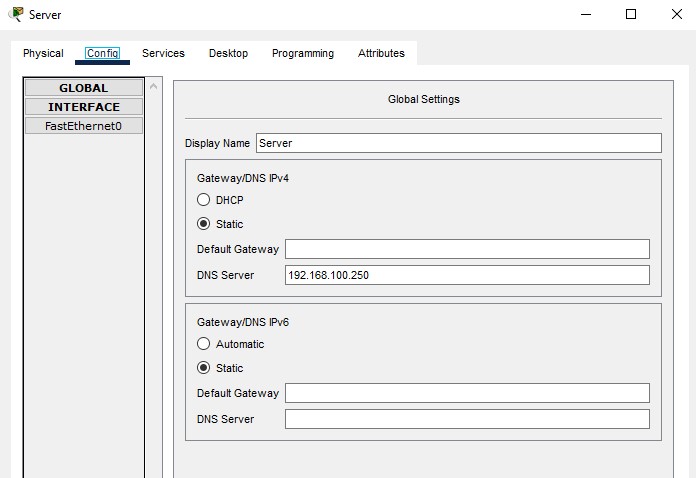 Server
Physical Config Services Desktop Programming Attributes
GLOBAL
INTERFACE
FastEthernet0
Global Settings
Display Name Server
Gateway/DNS IPv4
DHCP
Static
Default Gateway
DNS Server 192.168.100.250
Gateway/DNS IPv6
Automatic
Static
Default Gateway
DNS Server